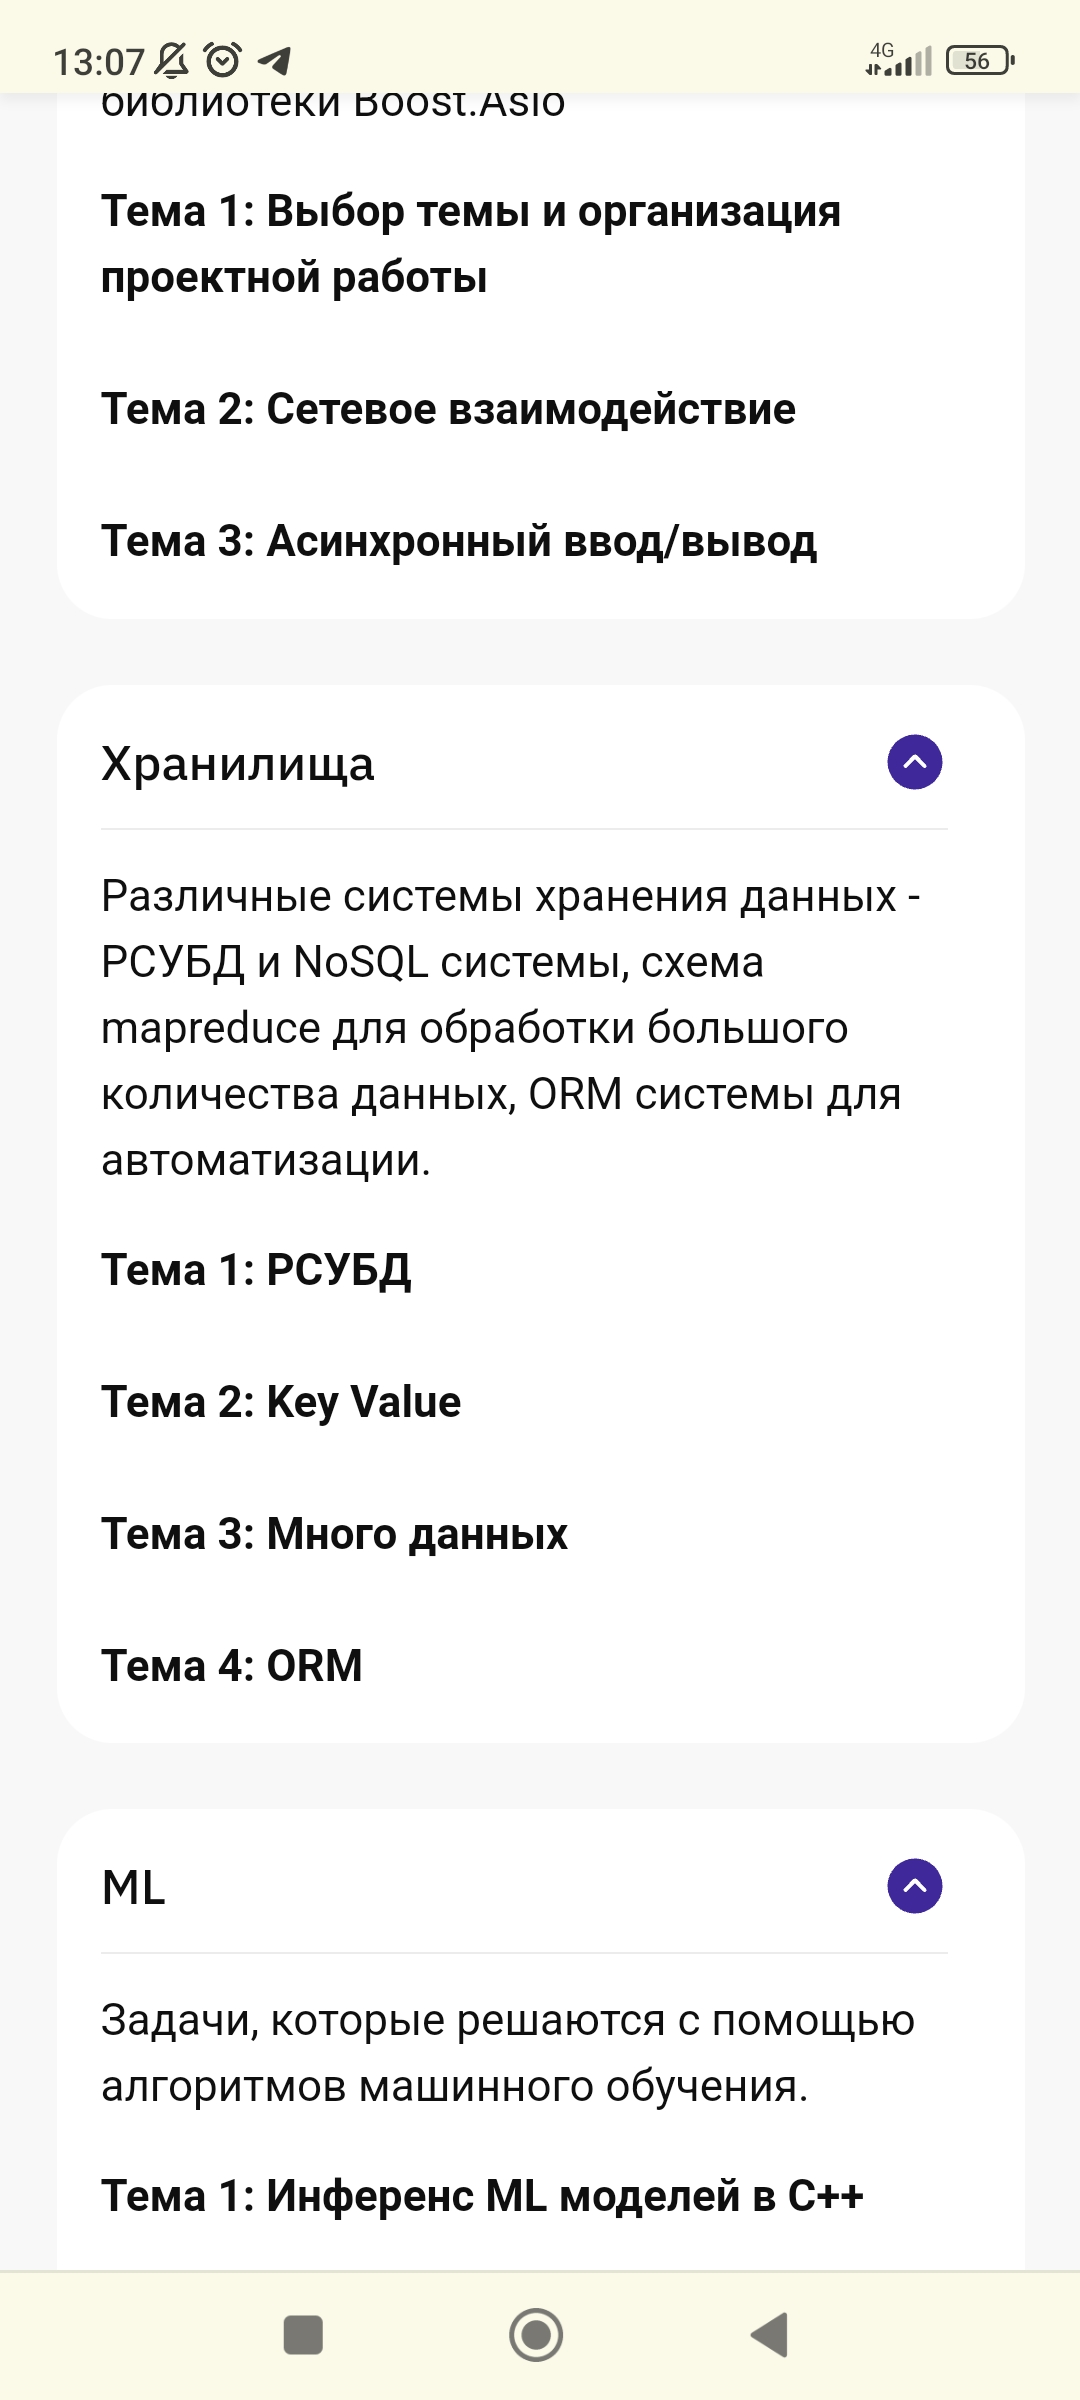 13:07
4G
56
библиотеки Boost.Asio
Тема 1: Выбор темы и организация
проектной работы
Тема 2: Сетевое взаимодействие
Тема 3: Асинхронный ввод/вывод
Хранилища
Различные системы хранения данных -
РСУБД и NoSQL системы, схема
mapreduce для обработки большого
количества данных, ORM системы для
автоматизации.
Тема 1: РСУБД
Тема 2: Key Value
Тема 3: Много данных
Тема 4: ORM
ML
Задачи, которые решаются с помощью
алгоритмов машинного обучения.
Тема 1: Инференс ML моделей в C++